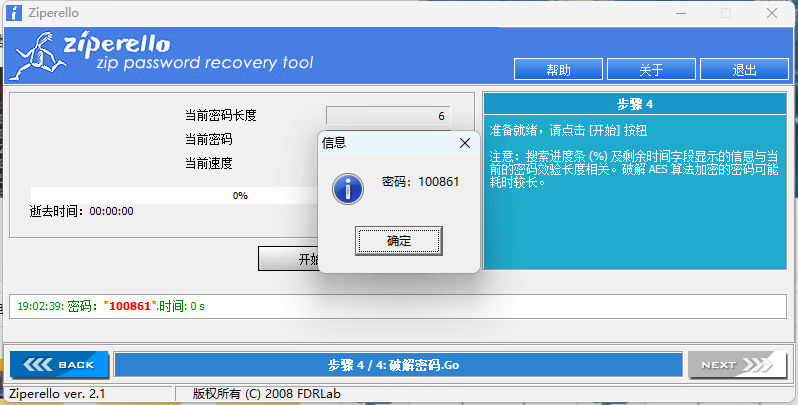 Ziperello
ziperello
zip password recovery tool
帮助
关于
退出
当前密码长度
6
当前密码
当前速度
0%
逝去时间：00:00:00
开始
信息
密码：100861
确定
步骤 4
准备就绪，请点击 [开始] 按钮
注意：搜索进度条 (%) 及剩余时间字段显示的信息与当
前的密码效验长度相关。破解 AES 算法加密的密码可能
耗时较长。
19:02:39: 密码: "100861".时间: 0 s
BACK
步骤 4 / 4: 破解密码.Go
NEXT
Ziperello ver. 2.1
版权所有 (C) 2008 FDRLab